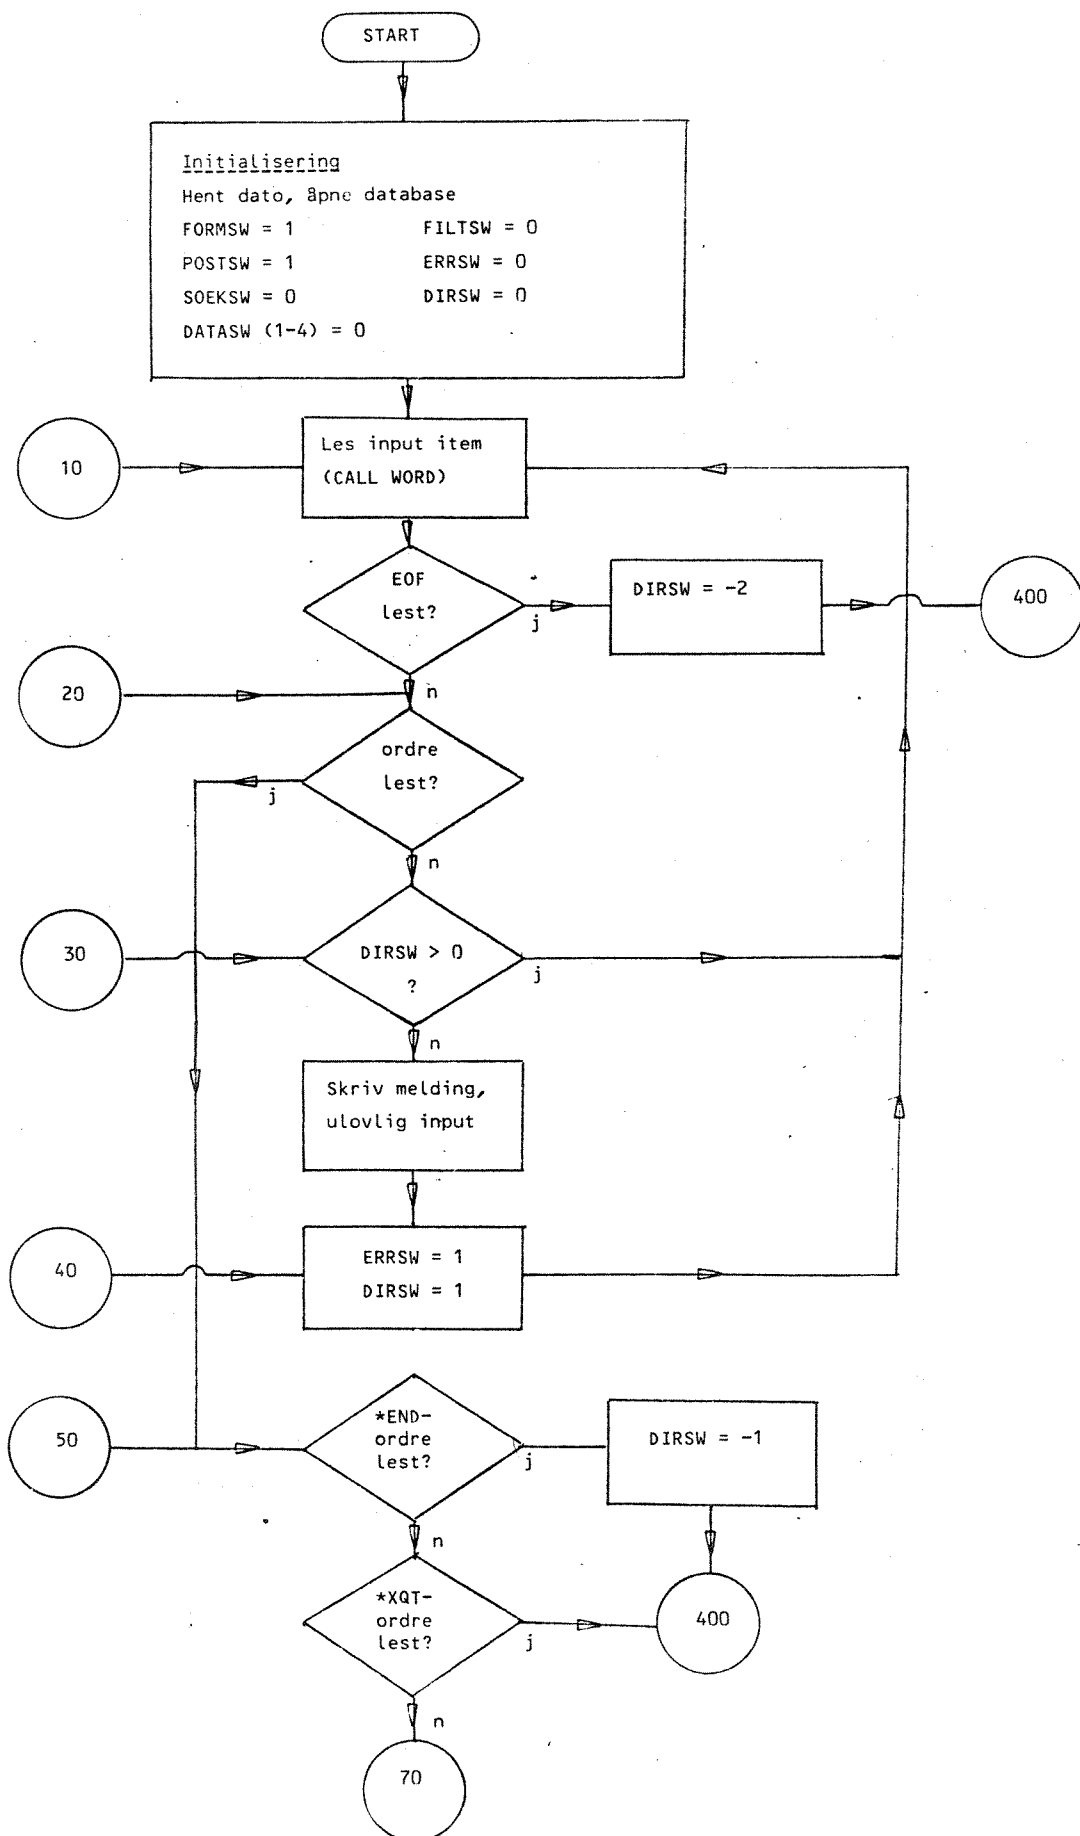 START
Initialisering
Hent dato, åpne database
FORMSW = 1 FILTSW = 0
POSTSW = 1 ERRSW = 0
SOEKSW = 0 DIRSW = 0
DATASW (1-4) = 0
10
Les input item
(CALL WORD)
EOF
lest?
j
DIRSW = -2
400
n
20
ordre
lest?
j
n
30
DIRSW > 0
?
j
n
Skriv melding,
ulovlig input
40
ERRSW = 1
DIRSW = 1
50
*END-
ordre
lest?
j
DIRSW = -1
n
*XQT-
ordre
lest?
j
400
n
70